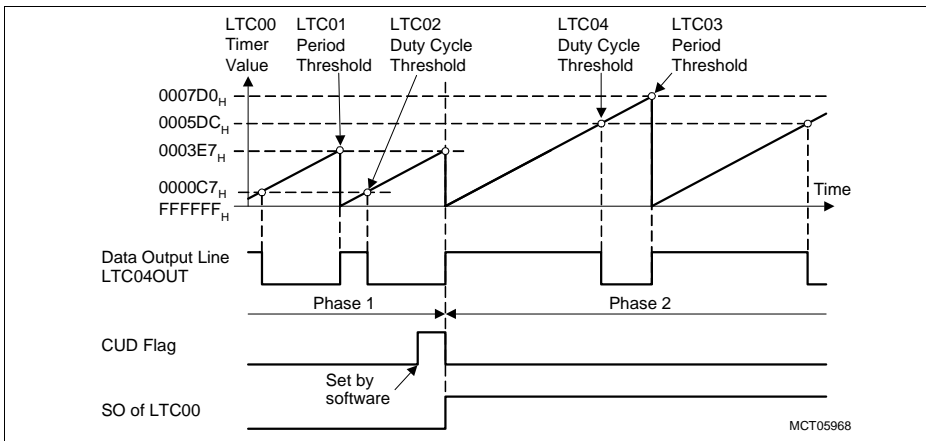 LTC00
Timer
Value
LTC01
Period
Threshold
LTC02
Duty Cycle
Threshold
LTC04
Duty Cycle
Threshold
LTC03
Period
Threshold
0007D0H
0005DCH
0003E7H
0000C7H
FFFFFFH
Time
Data Output Line
LTC04OUT
Phase 1
Phase 2
CUD Flag
Set by
software
SO of LTC00
MCT05968